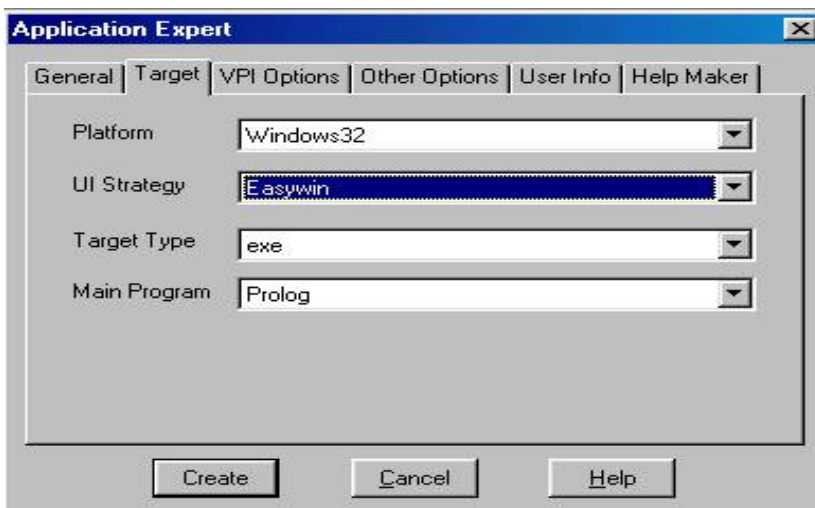 Application Expert
General Target VPI Options Other Options User Info Help Maker
Platform Windows32
UI Strategy Easywin
Target Type exe
Main Program Prolog
Create Cancel Help